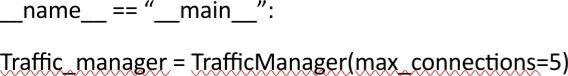 __name__ == “__main__”:
Traffic_manager = TrafficManager(max_connections=5)